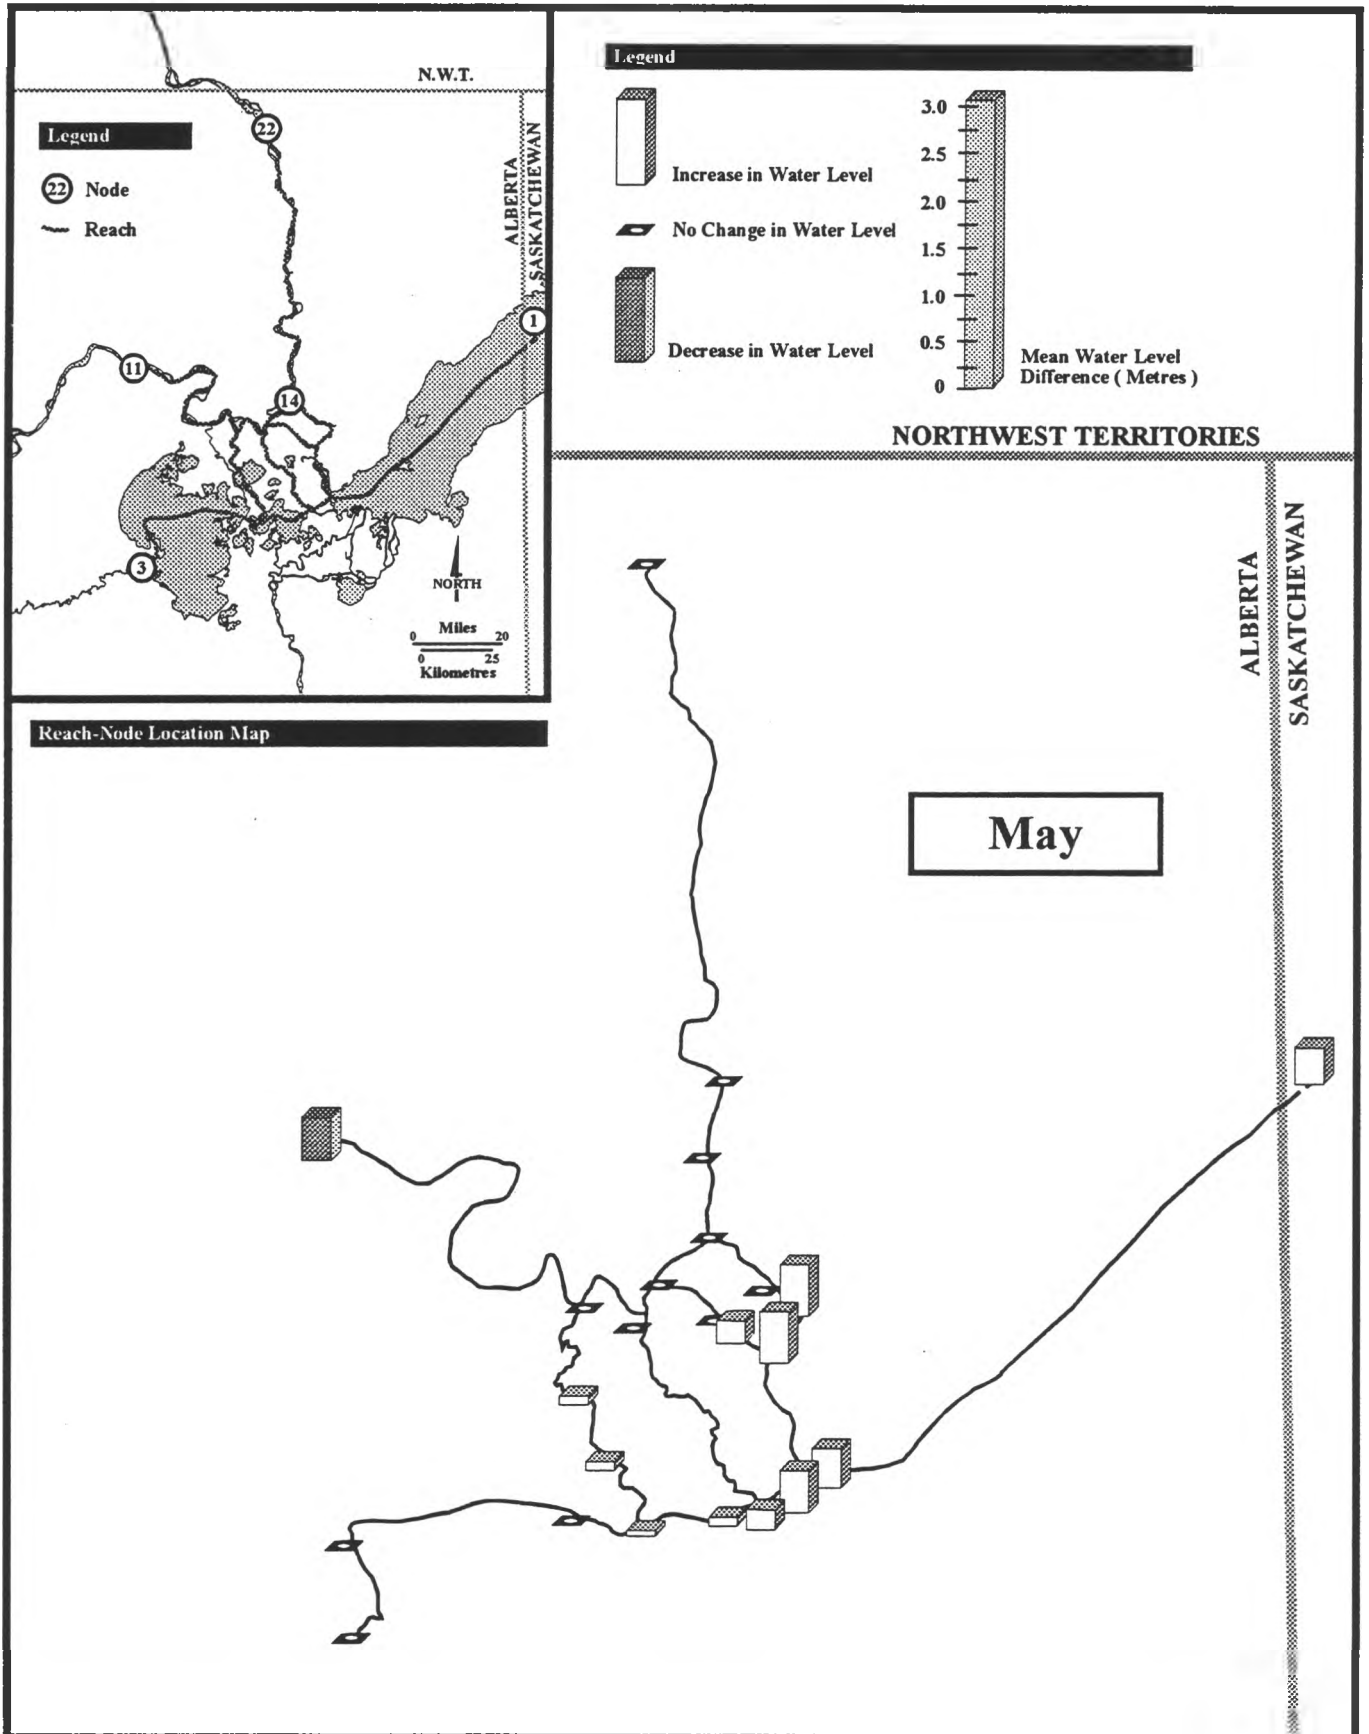 N.W.T.
Legend
22 Node
Reach
ALBERTA
SASKATCHEWAN
22
11
14
1
3
NORTH
Miles
0 20
0 25
Kilometres
Reach-Node Location Map
Legend
Increase in Water Level
No Change in Water Level
Decrease in Water Level
3.0
2.5
2.0
1.5
1.0
0.5
0
Mean Water Level
Difference ( Metres )
NORTHWEST TERRITORIES
ALBERTA
SASKATCHEWAN
May